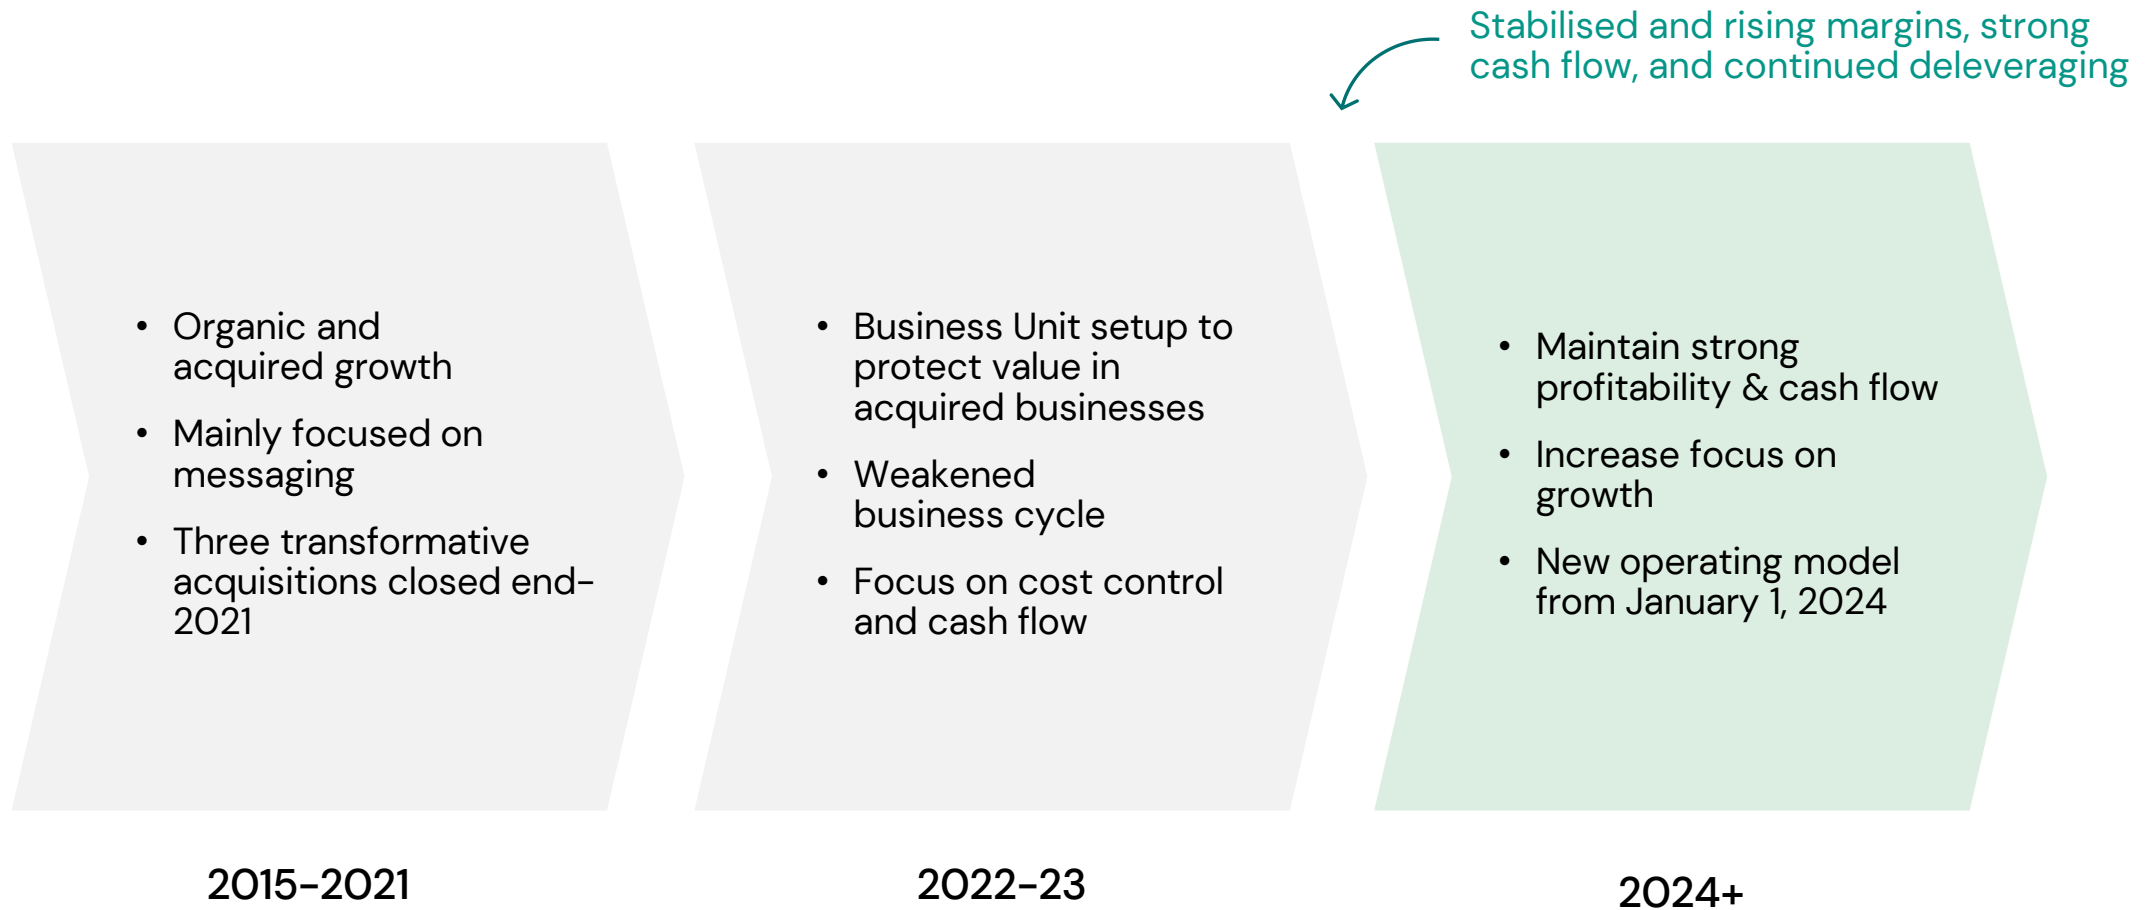 Stabilised and rising margins, strong
cash flow, and continued deleveraging
• Organic and
acquired growth
• Mainly focused on
messaging
• Three transformative
acquisitions closed end-
2021
• Business Unit setup to
protect value in
acquired businesses
• Weakened
business cycle
• Focus on cost control
and cash flow
• Maintain strong
profitability & cash flow
• Increase focus on
growth
• New operating model
from January 1, 2024
2015-2021
2022-23
2024+